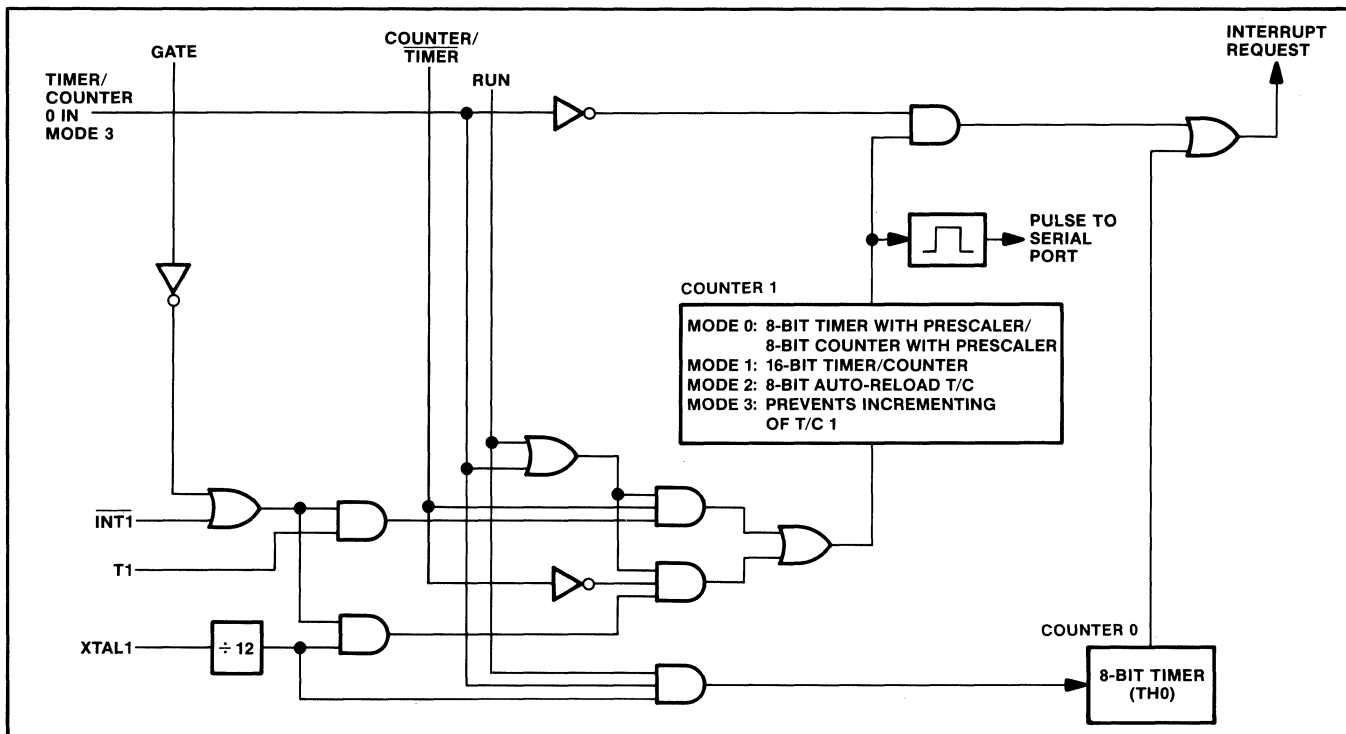 GATE
COUNTER/
TIMER
RUN
INTERRUPT
REQUEST
TIMER/
COUNTER
0 IN
MODE 3
PULSE TO
SERIAL
PORT
COUNTER 1
MODE 0: 8-BIT TIMER WITH PRESCALER/
8-BIT COUNTER WITH PRESCALER
MODE 1: 16-BIT TIMER/COUNTER
MODE 2: 8-BIT AUTO-RELOAD T/C
MODE 3: PREVENTS INCREMENTING
OF T/C 1
INT1
T1
XTAL1
÷ 12
COUNTER 0
8-BIT TIMER
(TH0)